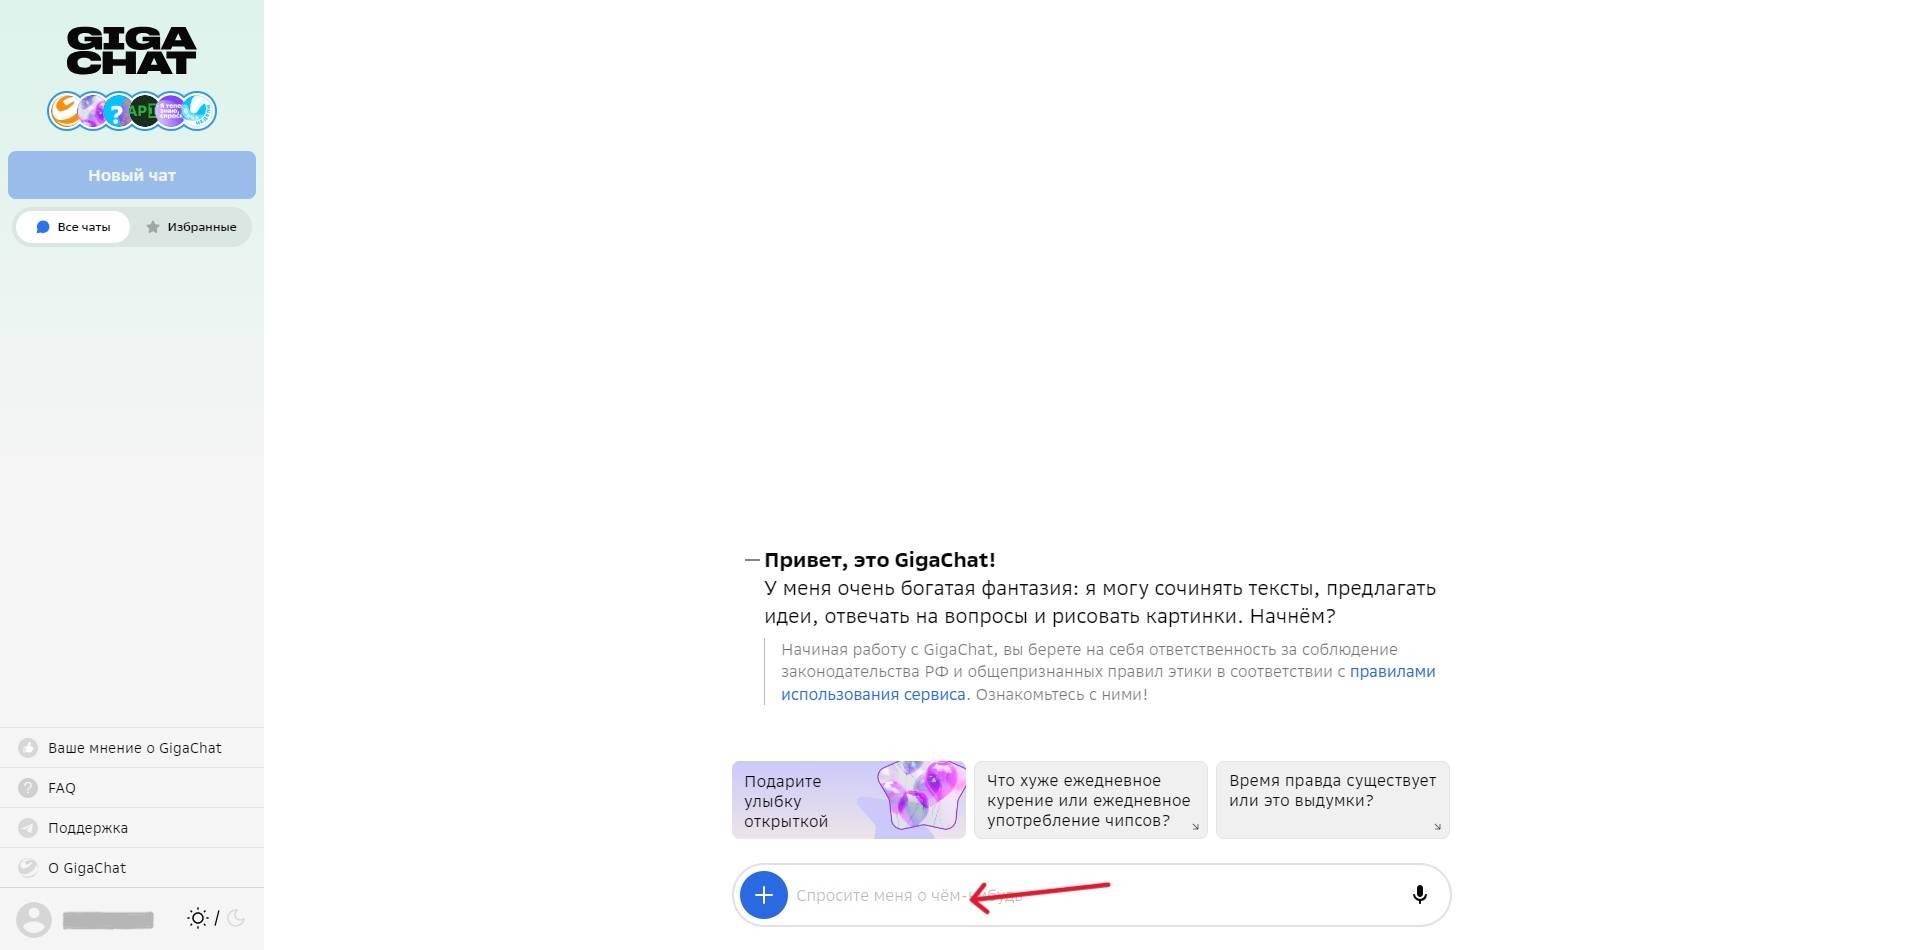 GIGA
CHAT
Новый чат
Все чаты
Избранные
Привет, это GigaChat!
У меня очень богатая фантазия: я могу сочинять тексты, предлагать
идеи, отвечать на вопросы и рисовать картинки. Начнём?
Начиная работу с GigaChat, вы берете на себя ответственность за соблюдение
законодательства РФ и общепризнанных правил этики в соответствии с правилами
использования сервиса. Ознакомьтесь с ними!
Подарите
улыбку
открыткой
Что хуже ежедневное
курение или ежедневное
употребление чипсов?
Время правда существует
или это выдумки?
Спросите меня о чём-нибудь
Ваше мнение о GigaChat
FAQ
Поддержка
О GigaChat